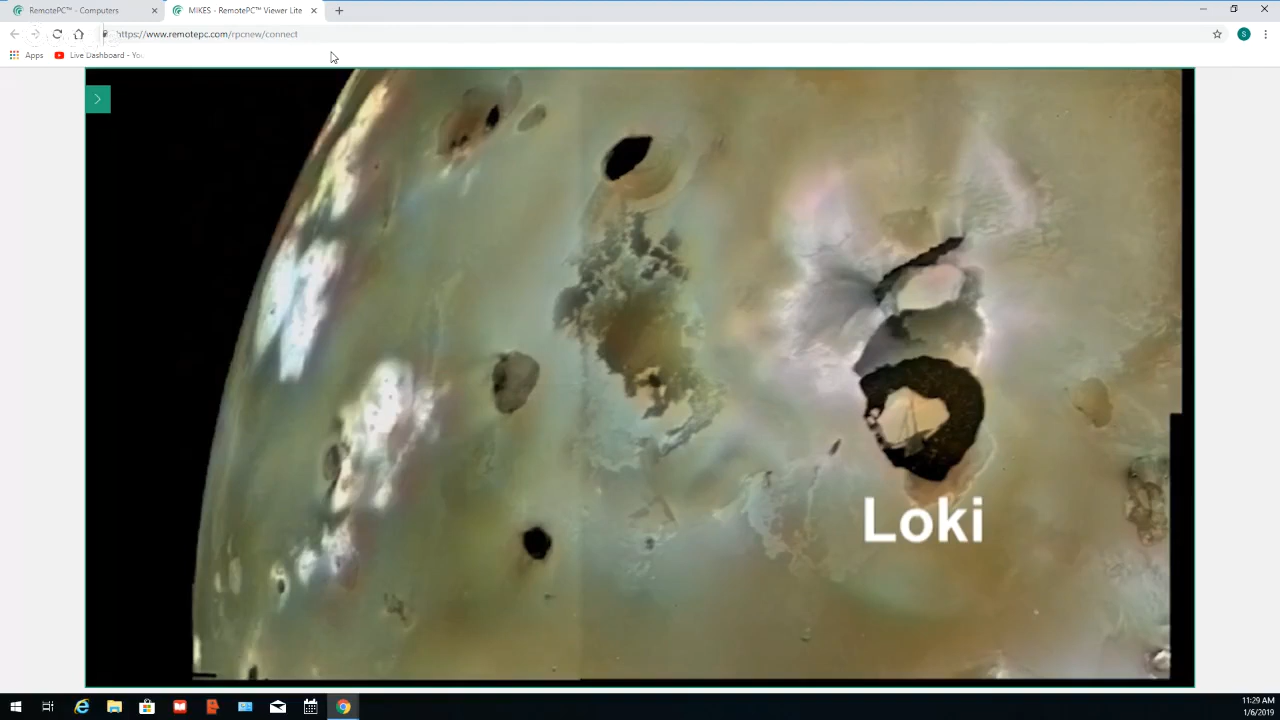 RemotePC™ - Computers
MIKES - RemotePC™ Viewer Lite
https://www.remotepc.com/rpcnew/connect
S
Apps
Live Dashboard - You
Loki
11:29 AM
1/6/2019